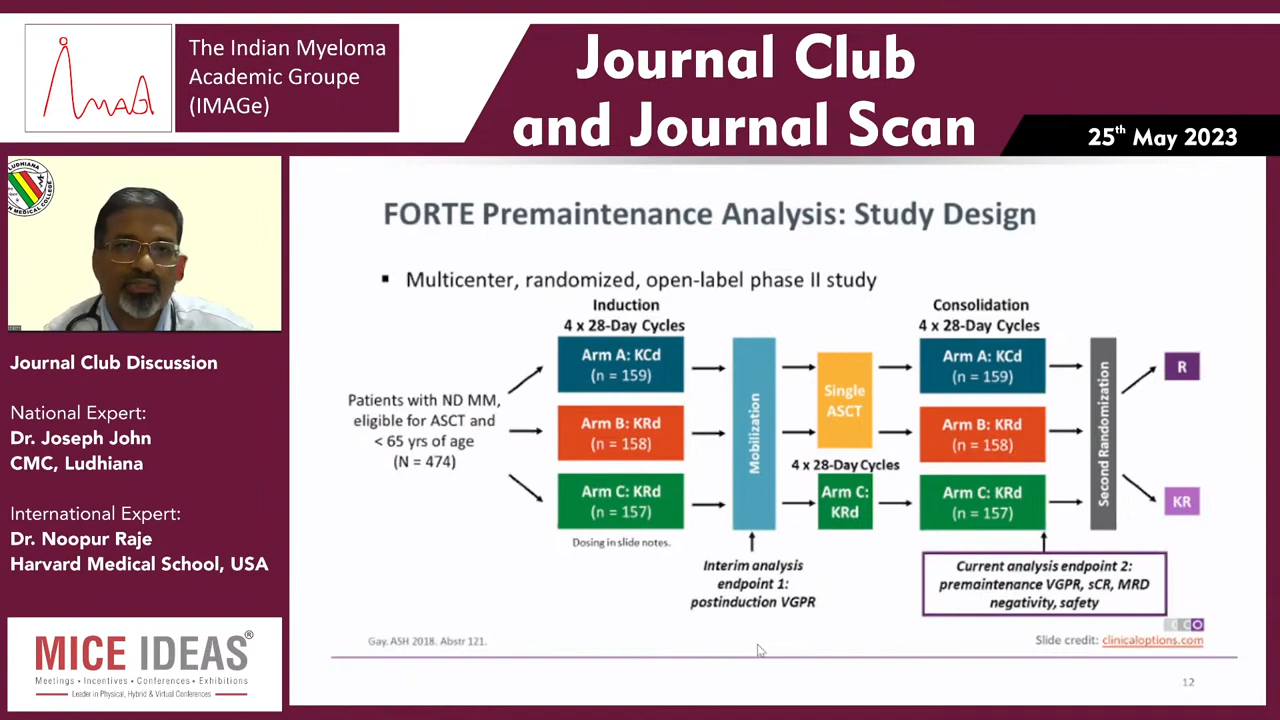 The Indian Myeloma
Academic Groupe
(IMAGe)
Journal Club
and Journal Scan
25th May 2023
LUDHIANA
MEDICAL COLLEGE
Journal Club Discussion
National Expert:
Dr. Joseph John
CMC, Ludhiana
International Expert:
Dr. Noopur Raje
Harvard Medical School, USA
MICE IDEAS®
Meetings • Incentives • Conferences • Exhibitions
Leader in Physical, Hybrid & Virtual Conferences
FORTE Premaintenance Analysis: Study Design
▪ Multicenter, randomized, open-label phase II study
Induction
4 x 28-Day Cycles
Consolidation
4 x 28-Day Cycles
Patients with ND MM,
eligible for ASCT and
< 65 yrs of age
(N = 474)
Arm A: KCd
(n = 159)
Arm B: KRd
(n = 158)
Arm C: KRd
(n = 157)
Dosing in slide notes.
Mobilization
Single
ASCT
4 x 28-Day Cycles
Arm C:
KRd
Arm A: KCd
(n = 159)
Arm B: KRd
(n = 158)
Arm C: KRd
(n = 157)
Second Randomization
R
KR
Interim analysis
endpoint 1:
postinduction VGPR
Current analysis endpoint 2:
premaintenance VGPR, sCR, MRD
negativity, safety
Gay. ASH 2018. Abstr 121.
CCO
Slide credit: clinicaloptions.com
12